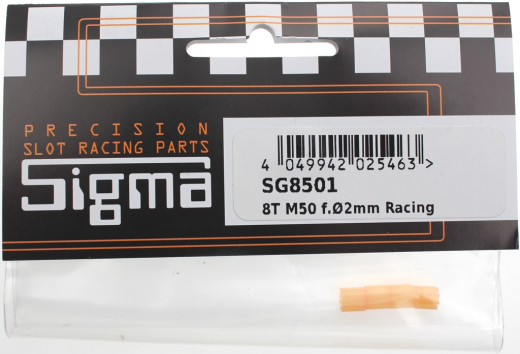 PRECISION
SLOT RACING PARTS
Sigma
4 049942 025463 >
SG8501
8T M50 f.Ø2mm Racing